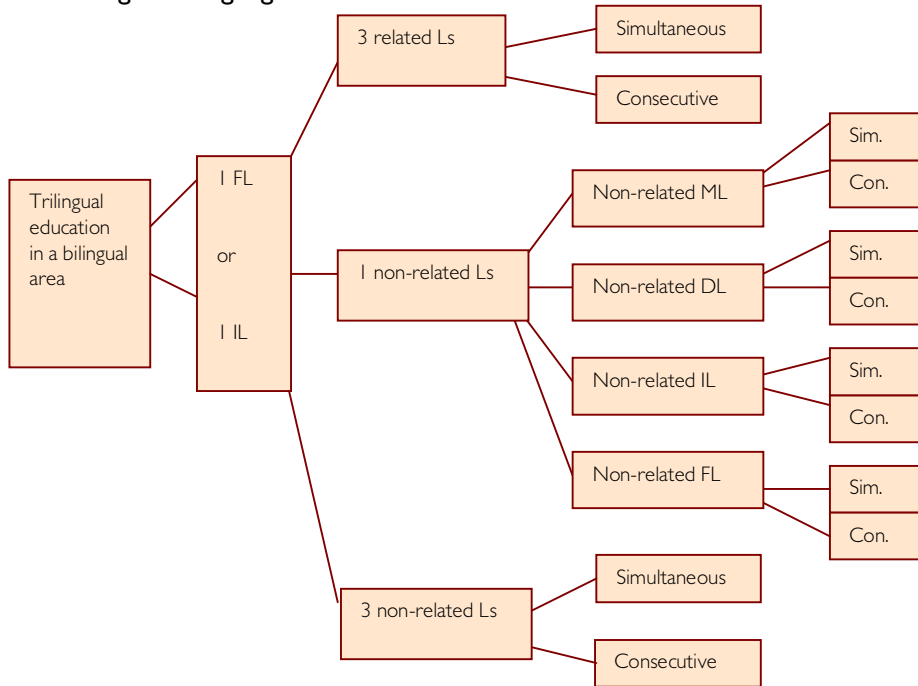 3 related Ls
Simultaneous
Consecutive
Trilingual
education
in a bilingual
area
1 FL
or
1 IL
1 non-related Ls
Non-related ML
Sim.
Con.
Non-related DL
Sim.
Con.
Non-related IL
Sim.
Con.
Non-related FL
Sim.
Con.
3 non-related Ls
Simultaneous
Consecutive